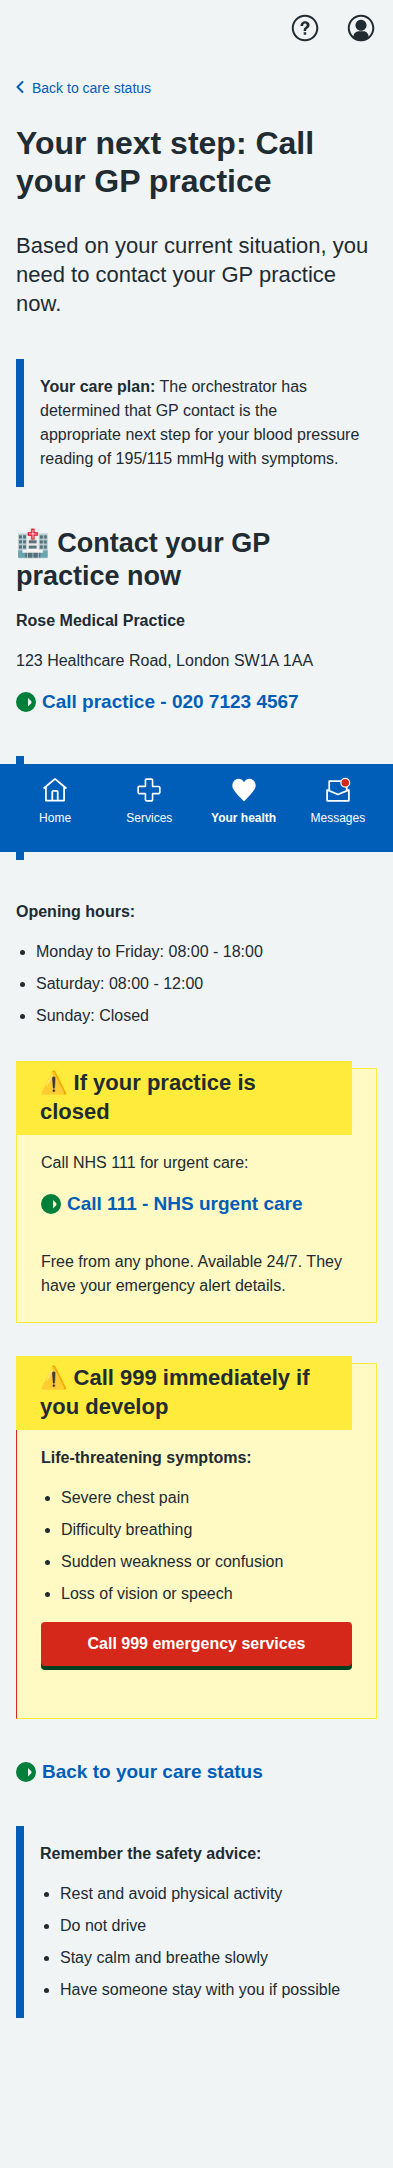 Back to care status
Your next step: Call
your GP practice
Based on your current situation, you
need to contact your GP practice
now.
Your care plan: The orchestrator has
determined that GP contact is the
appropriate next step for your blood pressure
reading of 195/115 mmHg with symptoms.
🏥 Contact your GP
practice now
Rose Medical Practice
123 Healthcare Road, London SW1A 1AA
Call practice - 020 7123 4567
Home
Services
Your health
Messages
Opening hours:
• Monday to Friday: 08:00 - 18:00
• Saturday: 08:00 - 12:00
• Sunday: Closed
⚠️ If your practice is
closed
Call NHS 111 for urgent care:
Call 111 - NHS urgent care
Free from any phone. Available 24/7. They
have your emergency alert details.
⚠️ Call 999 immediately if
you develop
Life-threatening symptoms:
• Severe chest pain
• Difficulty breathing
• Sudden weakness or confusion
• Loss of vision or speech
Call 999 emergency services
Back to your care status
Remember the safety advice:
• Rest and avoid physical activity
• Do not drive
• Stay calm and breathe slowly
• Have someone stay with you if possible